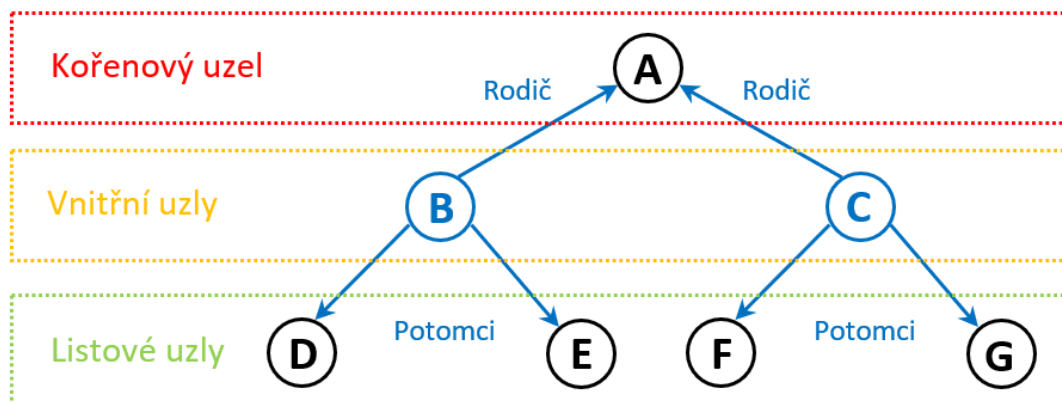 Kořenový uzel
A
Rodič
Rodič
Vnitřní uzly
B
C
Listové uzly
D
Potomci
E
F
Potomci
G